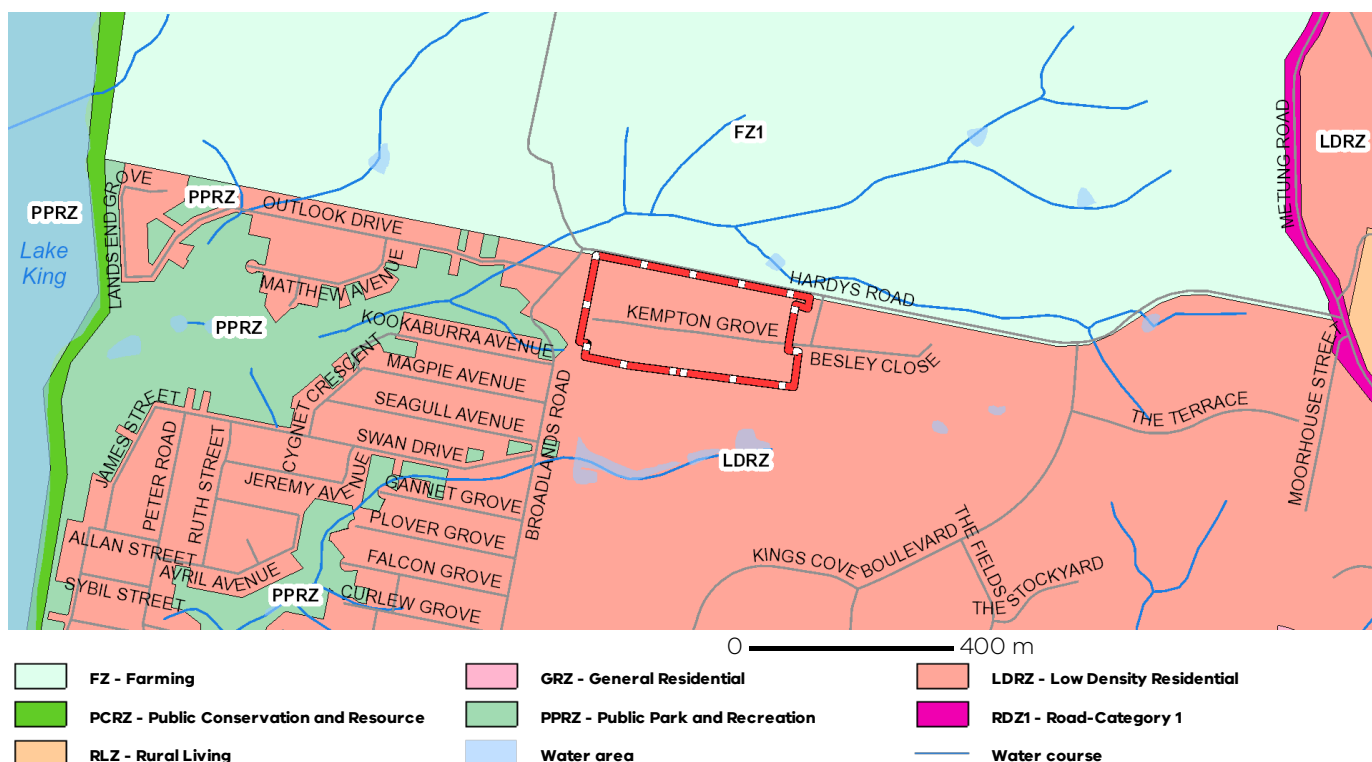 FZ1
METUNG ROAD
LDRZ
LANDS END GROVE
PPRZ
OUTLOOK DRIVE
PPRZ
Lake
King
MATTHEW AVENUE
HARDYS ROAD
PPRZ
KOOKABURRA AVENUE
KEMPTON GROVE
BESLEY CLOSE
MAGPIE AVENUE
CYGNET CRESCENT
SEAGULL AVENUE
BROADLANDS ROAD
THE TERRACE
MOORHOUSE STREET
JAMES STREET
SWAN DRIVE
LDRZ
PETER ROAD
RUTH STREET
JEREMY AVENUE
GANNET GROVE
PLOVER GROVE
ALLAN STREET
AVRIL AVENUE
FALCON GROVE
KINGS COVE BOULEVARD
THE FIELDS
THE STOCKYARD
SYBIL STREET
PPRZ
CURLEW GROVE
0 400 m
FZ - Farming
GRZ - General Residential
LDRZ - Low Density Residential
PCRZ - Public Conservation and Resource
PPRZ - Public Park and Recreation
RDZ1 - Road-Category 1
RLZ - Rural Living
Water area
Water course